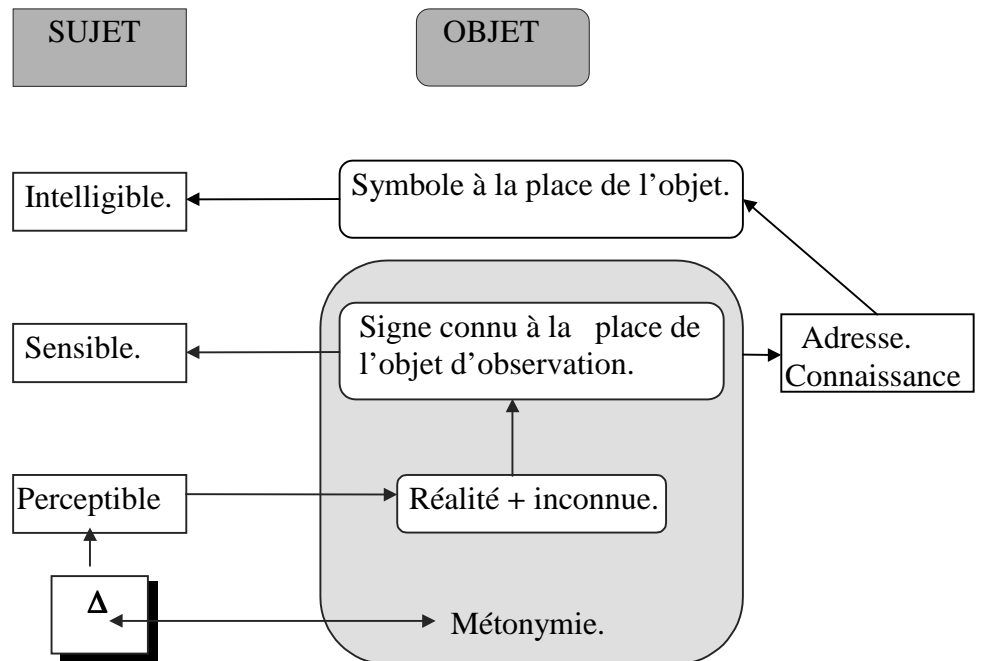 SUJET
OBJET
Intelligible.
Symbole à la place de l’objet.
Sensible.
Signe connu à la place de
l’objet d’observation.
Adresse.
Connaissance
Perceptible
Réalité + inconnue.
Δ
Métonymie.